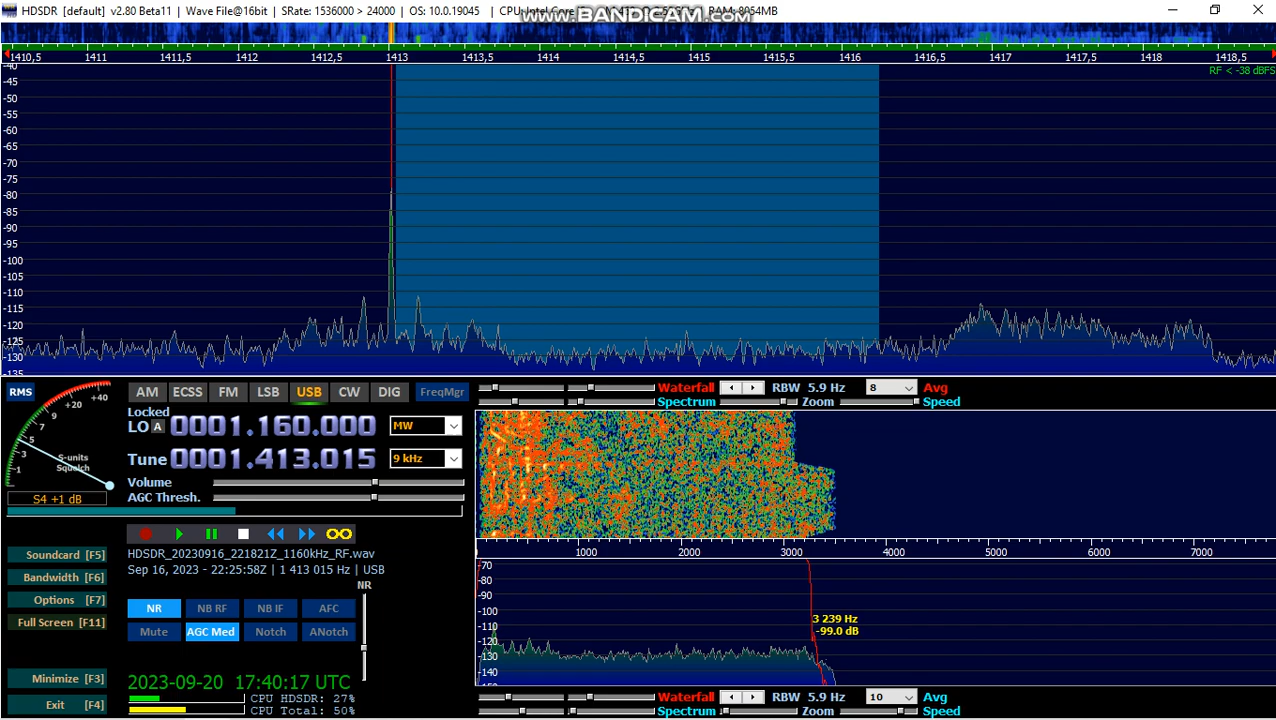 HDSDR [default] v2.80 Beta11 | Wave File@16bit | SRate: 1536000 > 24000 | OS: 10.0.19045 | CPU: Intel Core
www.BANDICAM.com
1410,5 1411 1411,5 1412 1412,5 1413 1413,5 1414 1414,5 1415 1415,5 1416 1416,5 1417 1417,5 1418 1418,5
RF < -38 dBFS
-40
-45
-50
-55
-60
-65
-70
-75
-80
-85
-90
-95
-100
-105
-110
-115
-120
-125
-130
-135
RMS
1 3 5 7 9 +20 +40
S-units
Squelch
S4 +1 dB
AM ECSS FM LSB USB CW DIG FreqMgr
Locked
LO A 0001.160.000 MW
Tune 0001.413.015 9 kHz
Volume
AGC Thresh.
HDSDR_20230916_221821Z_1160kHz_RF.wav
Sep 16, 2023 - 22:25:58Z | 1 413 015 Hz | USB
Soundcard [F5]
Bandwidth [F6]
Options [F7]
Full Screen [F11]
Minimize [F3]
Exit [F4]
NR
NR NB RF NB IF AFC
Mute AGC Med Notch ANotch
2023-09-20 17:40:17 UTC
CPU HDSDR: 27%
CPU Total: 50%
Waterfall RBW 5.9 Hz 8 Avg
Spectrum Zoom Speed
1000 2000 3000 4000 5000 6000 7000
-70
-80
-90
-100
-110
-120
-130
-140
3 239 Hz
-99.0 dB
Waterfall RBW 5.9 Hz 10 Avg
Spectrum Zoom Speed